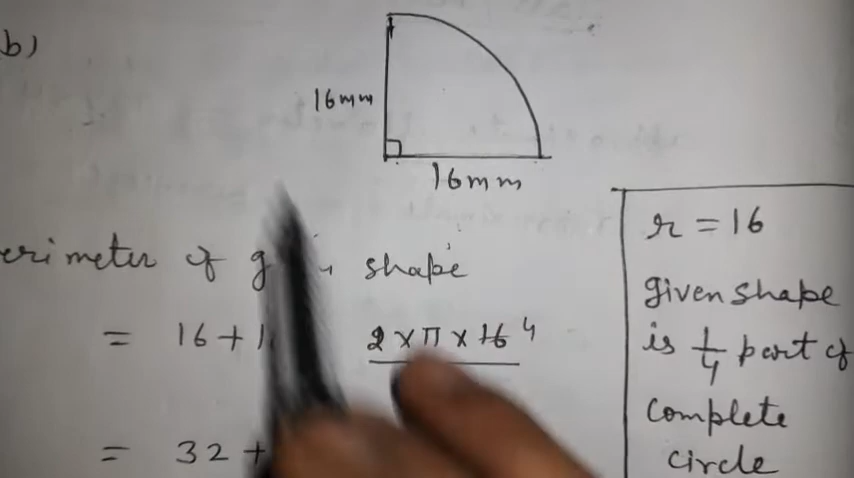 b)
16mm
16mm
erimeter of shape
= 16+ 2×π×16 4
= 32+
r = 16
given shape
is 1/4 part of
complete
circle